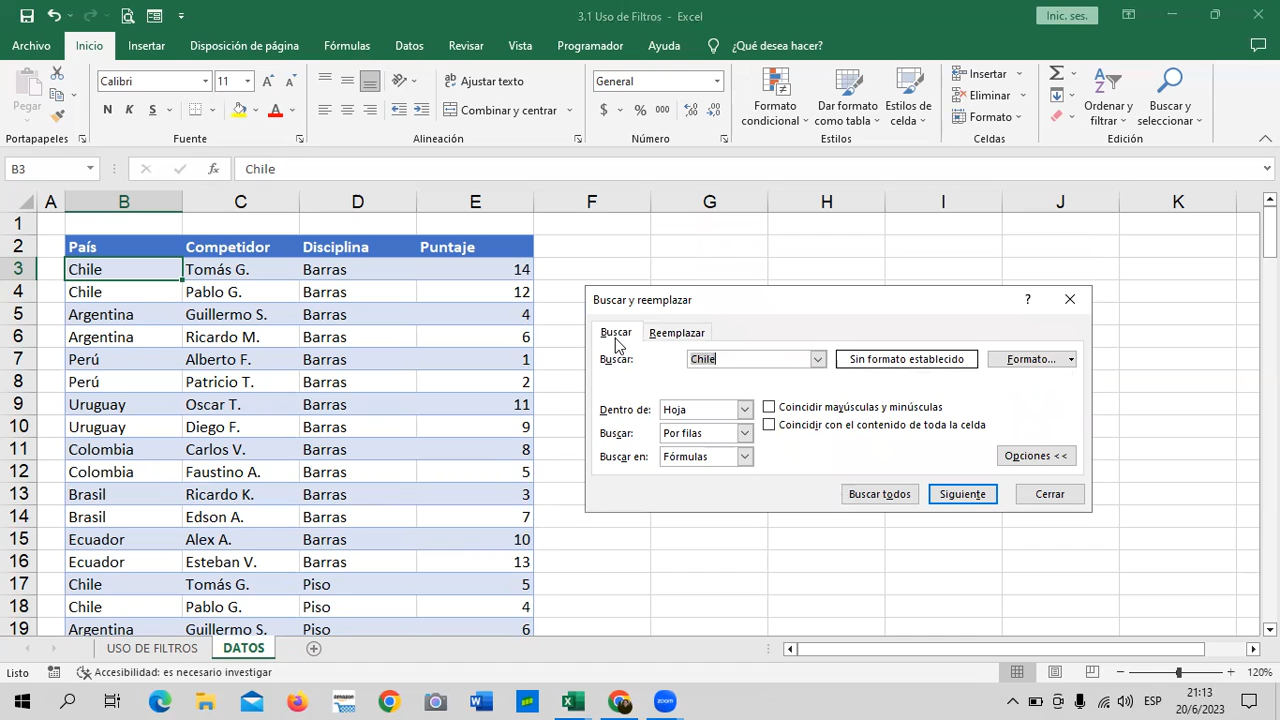 3.1 Uso de Filtros - Excel
Inic. ses.
Archivo Inicio Insertar Disposición de página Fórmulas Datos Revisar Vista Programador Ayuda ¿Qué desea hacer?
Pegar
Calibri 11
N K S
Ajustar texto
Combinar y centrar
General
$ % 000
Formato condicional
Dar formato como tabla
Estilos de celda
Insertar
Eliminar
Formato
Ordenar y filtrar
Buscar y seleccionar
Portapapeles Fuente Alineación Número Estilos Celdas Edición
B3 fx Chile
A B C D E F G H I J K
1
2 País Competidor Disciplina Puntaje
3 Chile Tomás G. Barras 14
4 Chile Pablo G. Barras 12
5 Argentina Guillermo S. Barras 4
6 Argentina Ricardo M. Barras 6
7 Perú Alberto F. Barras 1
8 Perú Patricio T. Barras 2
9 Uruguay Oscar T. Barras 11
10 Uruguay Diego F. Barras 9
11 Colombia Carlos V. Barras 8
12 Colombia Faustino A. Barras 5
13 Brasil Ricardo K. Barras 3
14 Brasil Edson A. Barras 7
15 Ecuador Alex A. Barras 10
16 Ecuador Esteban V. Barras 13
17 Chile Tomás G. Piso 5
18 Chile Pablo G. Piso 4
19 Argentina Guillermo S. Piso 6
Buscar y reemplazar ?
Buscar Reemplazar
Buscar: Chile Sin formato establecido Formato...
Dentro de: Hoja Coincidir mayúsculas y minúsculas
Coincidir con el contenido de toda la celda
Buscar: Por filas
Buscar en: Fórmulas Opciones <<
Buscar todos Siguiente Cerrar
USO DE FILTROS DATOS
Listo Accesibilidad: es necesario investigar 120%
amazon
zoom
ESP
21:13
20/6/2023